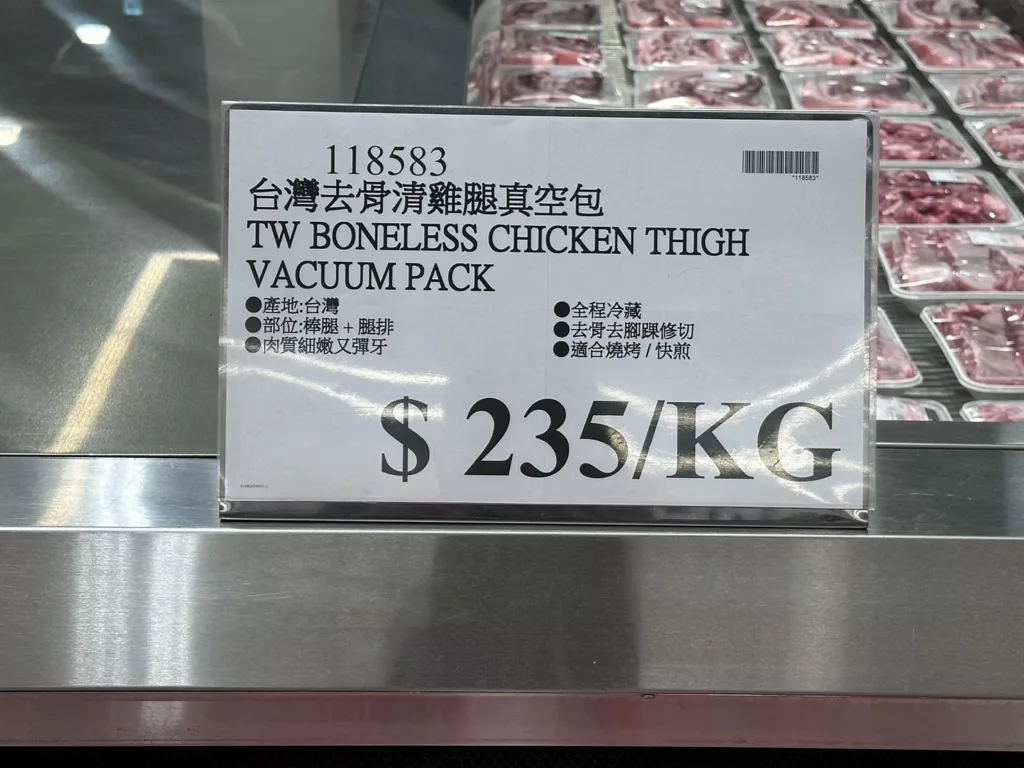 118583
*118583*
台灣去骨清雞腿真空包
TW BONELESS CHICKEN THIGH
VACUUM PACK
●產地:台灣
●部位:棒腿 + 腿排
●肉質細嫩又彈牙
●全程冷藏
●去骨去腳踝修切
●適合燒烤 / 快煎
$ 235/KG